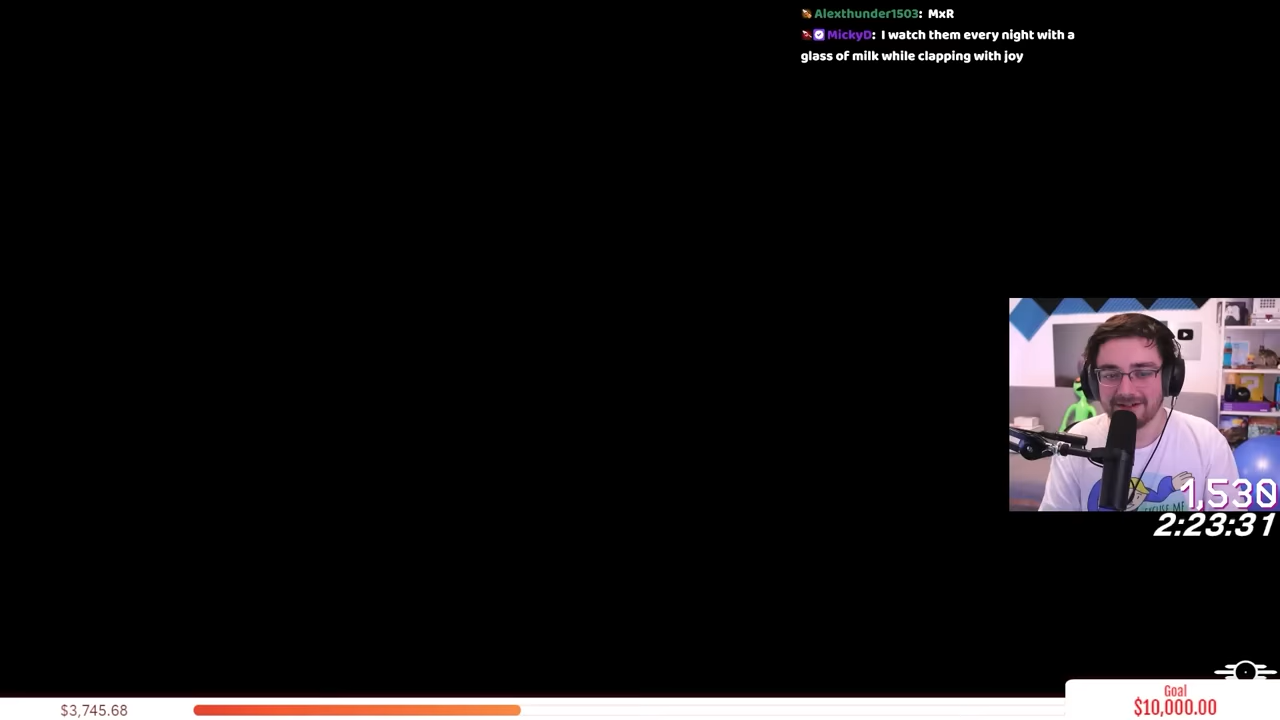 Alexthunder1503: MxR
MickyD: I watch them every night with a
glass of milk while clapping with joy
1,530
2:23:31
$3,745.68
Goal
$10,000.00